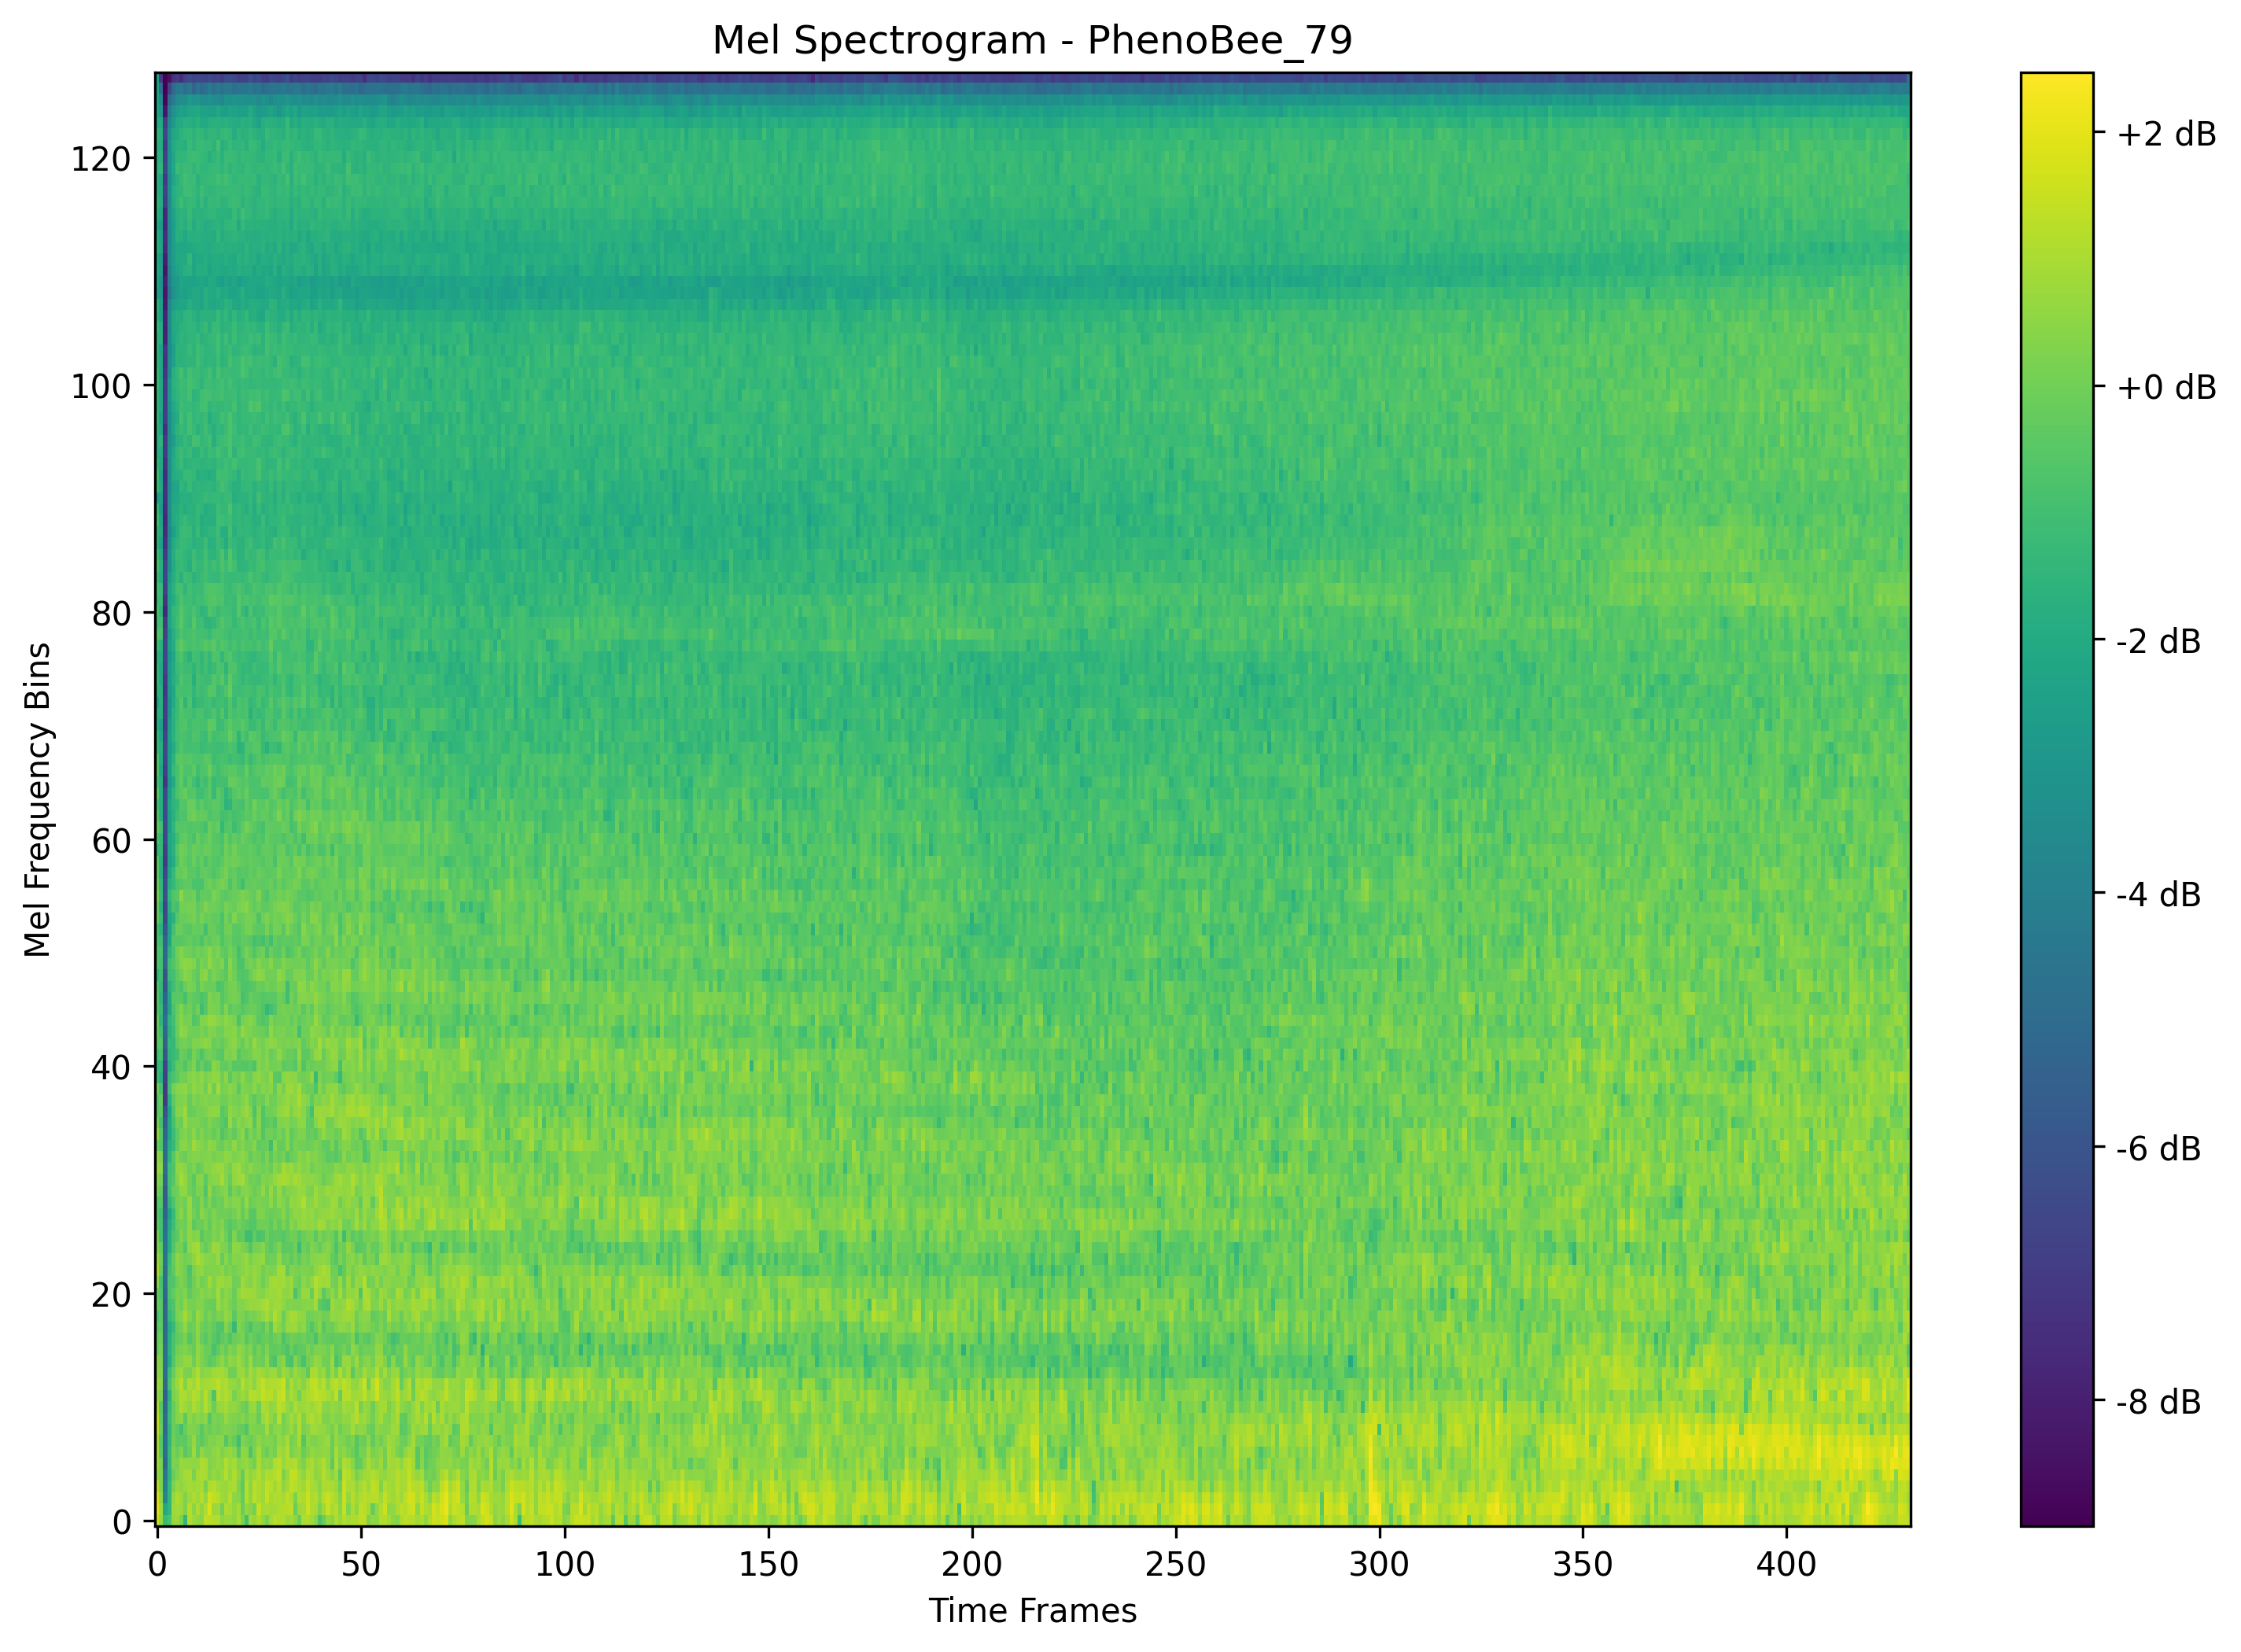 Mel Spectrogram - PhenoBee_79
Mel Frequency Bins
120
100
80
60
40
20
0
0 50 100 150 200 250 300 350 400
Time Frames
+2 dB
+0 dB
-2 dB
-4 dB
-6 dB
-8 dB